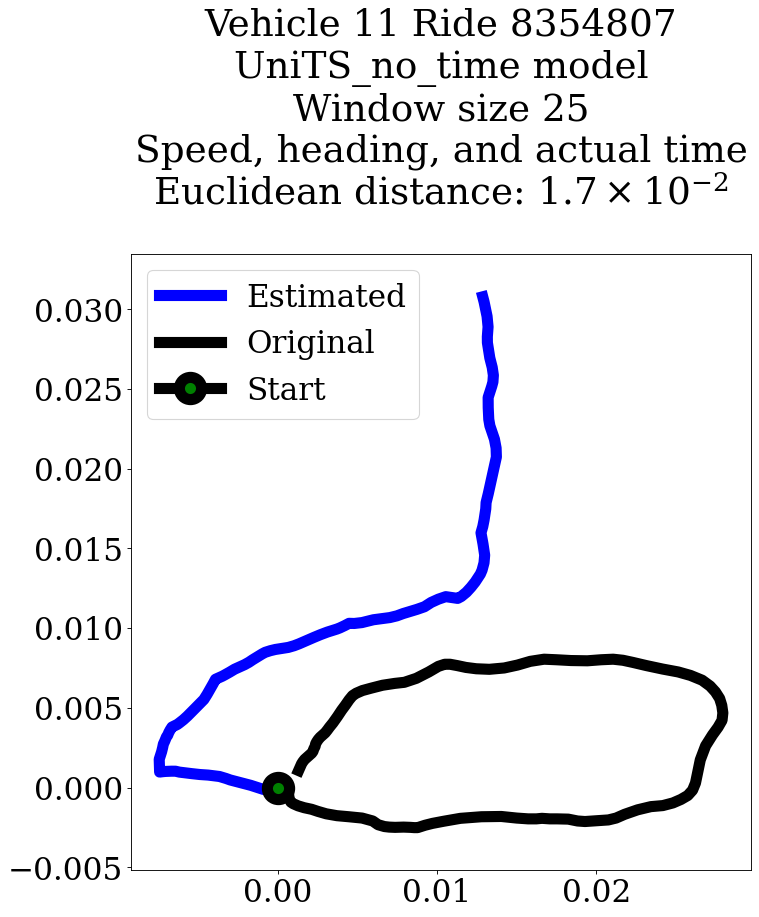 Vehicle 11 Ride 8354807
UniTS_no_time model
Window size 25
Speed, heading, and actual time
Euclidean distance: 1.7 × 10⁻²
Estimated
Original
Start
0.030
0.025
0.020
0.015
0.010
0.005
0.000
−0.005
0.00
0.01
0.02